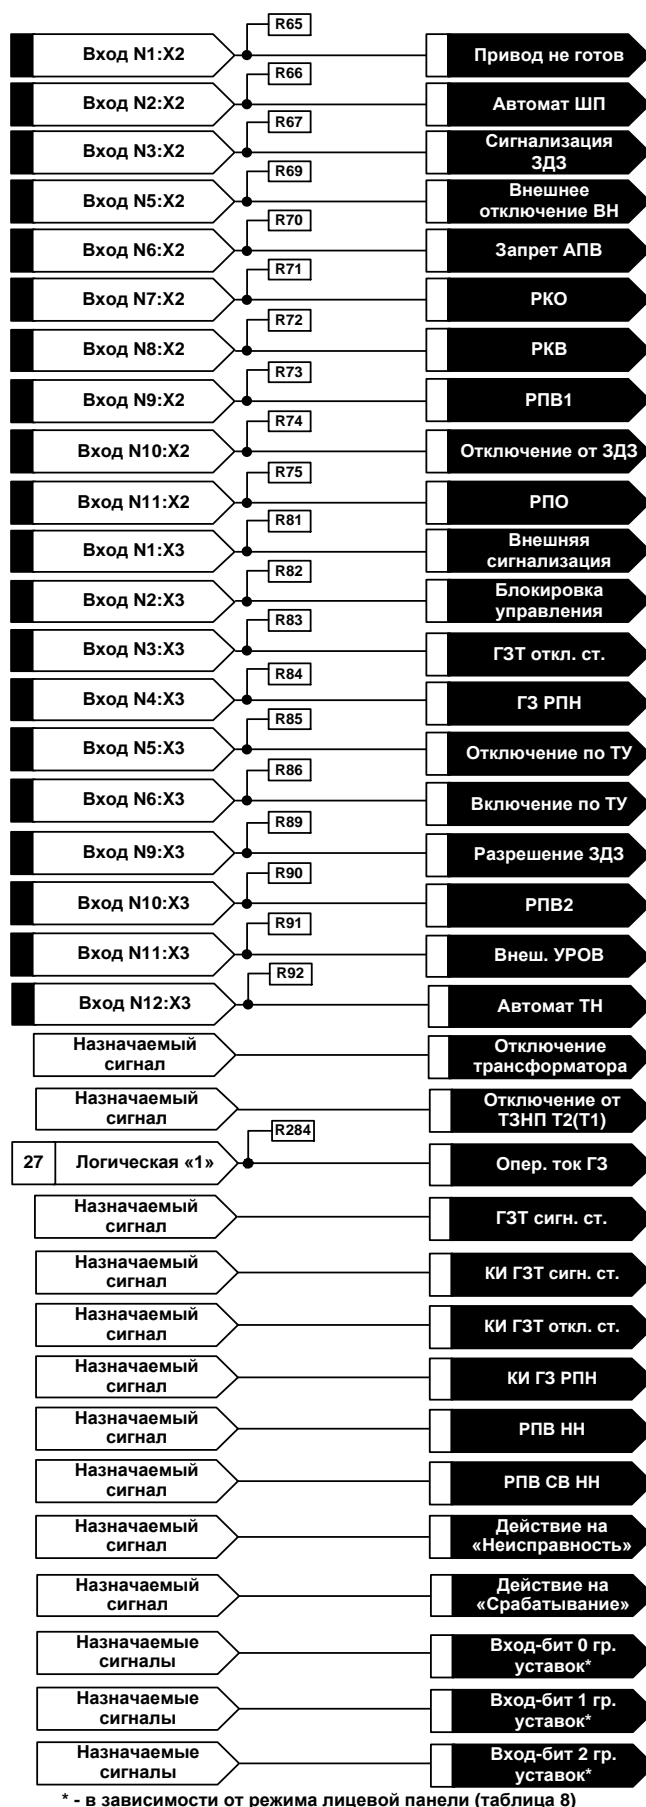 R65
Вход N1:X2
Привод не готов
R66
Вход N2:X2
Автомат ШП
R67
Вход N3:X2
Сигнализация
ЗДЗ
R69
Вход N5:X2
Внешнее
отключение ВН
R70
Вход N6:X2
Запрет АПВ
R71
Вход N7:X2
РКО
R72
Вход N8:X2
РКВ
R73
Вход N9:X2
РПВ1
R74
Вход N10:X2
Отключение от ЗДЗ
R75
Вход N11:X2
РПО
R81
Вход N1:X3
Внешняя
сигнализация
R82
Вход N2:X3
Блокировка
управления
R83
Вход N3:X3
ГЗТ откл. ст.
R84
Вход N4:X3
ГЗ РПН
R85
Вход N5:X3
Отключение по ТУ
R86
Вход N6:X3
Включение по ТУ
R89
Вход N9:X3
Разрешение ЗДЗ
R90
Вход N10:X3
РПВ2
R91
Вход N11:X3
Внеш. УРОВ
R92
Вход N12:X3
Автомат ТН
Назначаемый
сигнал
Отключение
трансформатора
Назначаемый
сигнал
Отключение от
ТЗНП Т2(Т1)
R284
27 Логическая «1»
Опер. ток ГЗ
Назначаемый
сигнал
ГЗТ сигн. ст.
Назначаемый
сигнал
КИ ГЗТ сигн. ст.
Назначаемый
сигнал
КИ ГЗТ откл. ст.
Назначаемый
сигнал
КИ ГЗ РПН
Назначаемый
сигнал
РПВ НН
Назначаемый
сигнал
РПВ СВ НН
Назначаемый
сигнал
Действие на
«Неисправность»
Назначаемый
сигнал
Действие на
«Срабатывание»
Назначаемые
сигналы
Вход-бит 0 гр.
уставок*
Назначаемые
сигналы
Вход-бит 1 гр.
уставок*
Назначаемые
сигналы
Вход-бит 2 гр.
уставок*
* - в зависимости от режима лицевой панели (таблица 8)